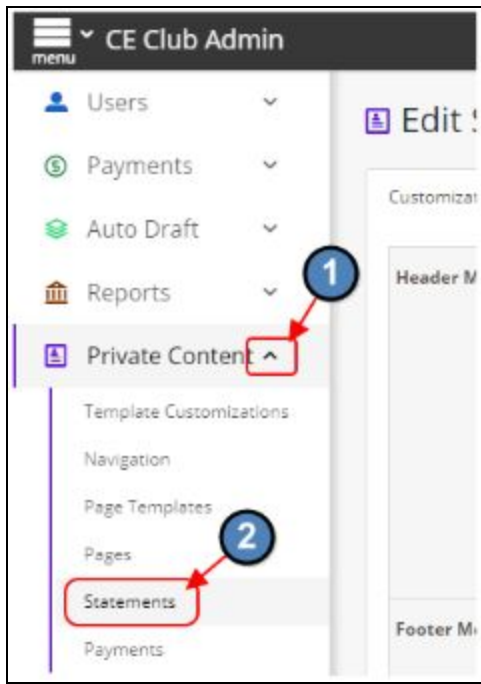 menu CE Club Admin
Users
Edit S
Payments
Customizat
Auto Draft
1
Reports
Header M
Private Content
Template Customizations
Navigation
Page Templates
2
Pages
Statements
Footer M
Payments